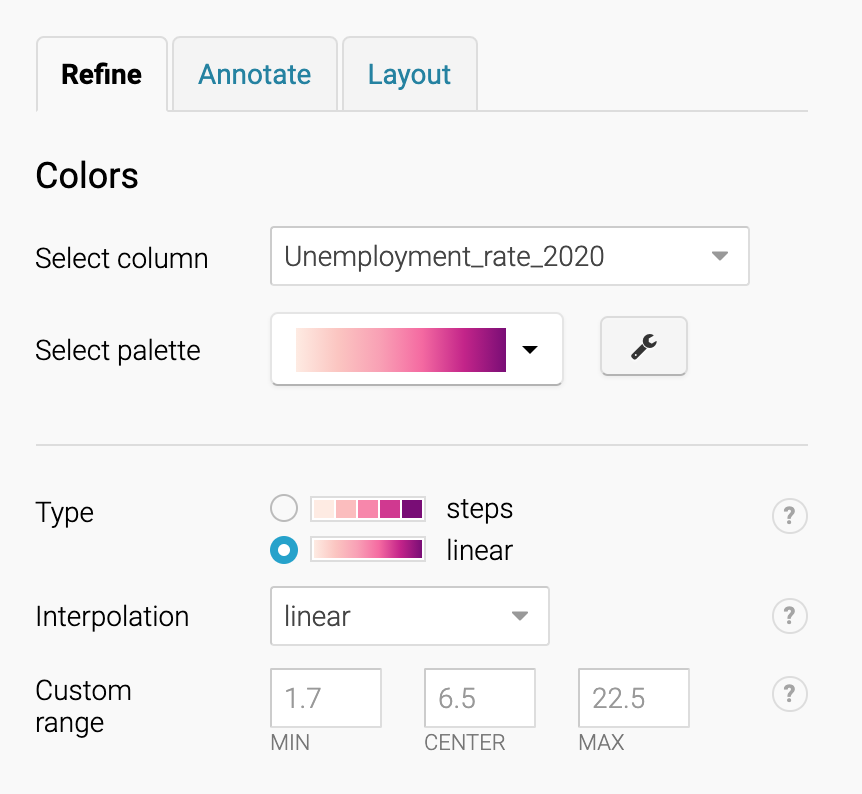 Refine Annotate Layout
Colors
Select column Unemployment_rate_2020
Select palette
Type steps ?
linear
Interpolation linear ?
Custom range 1.7 6.5 22.5 ?
MIN CENTER MAX